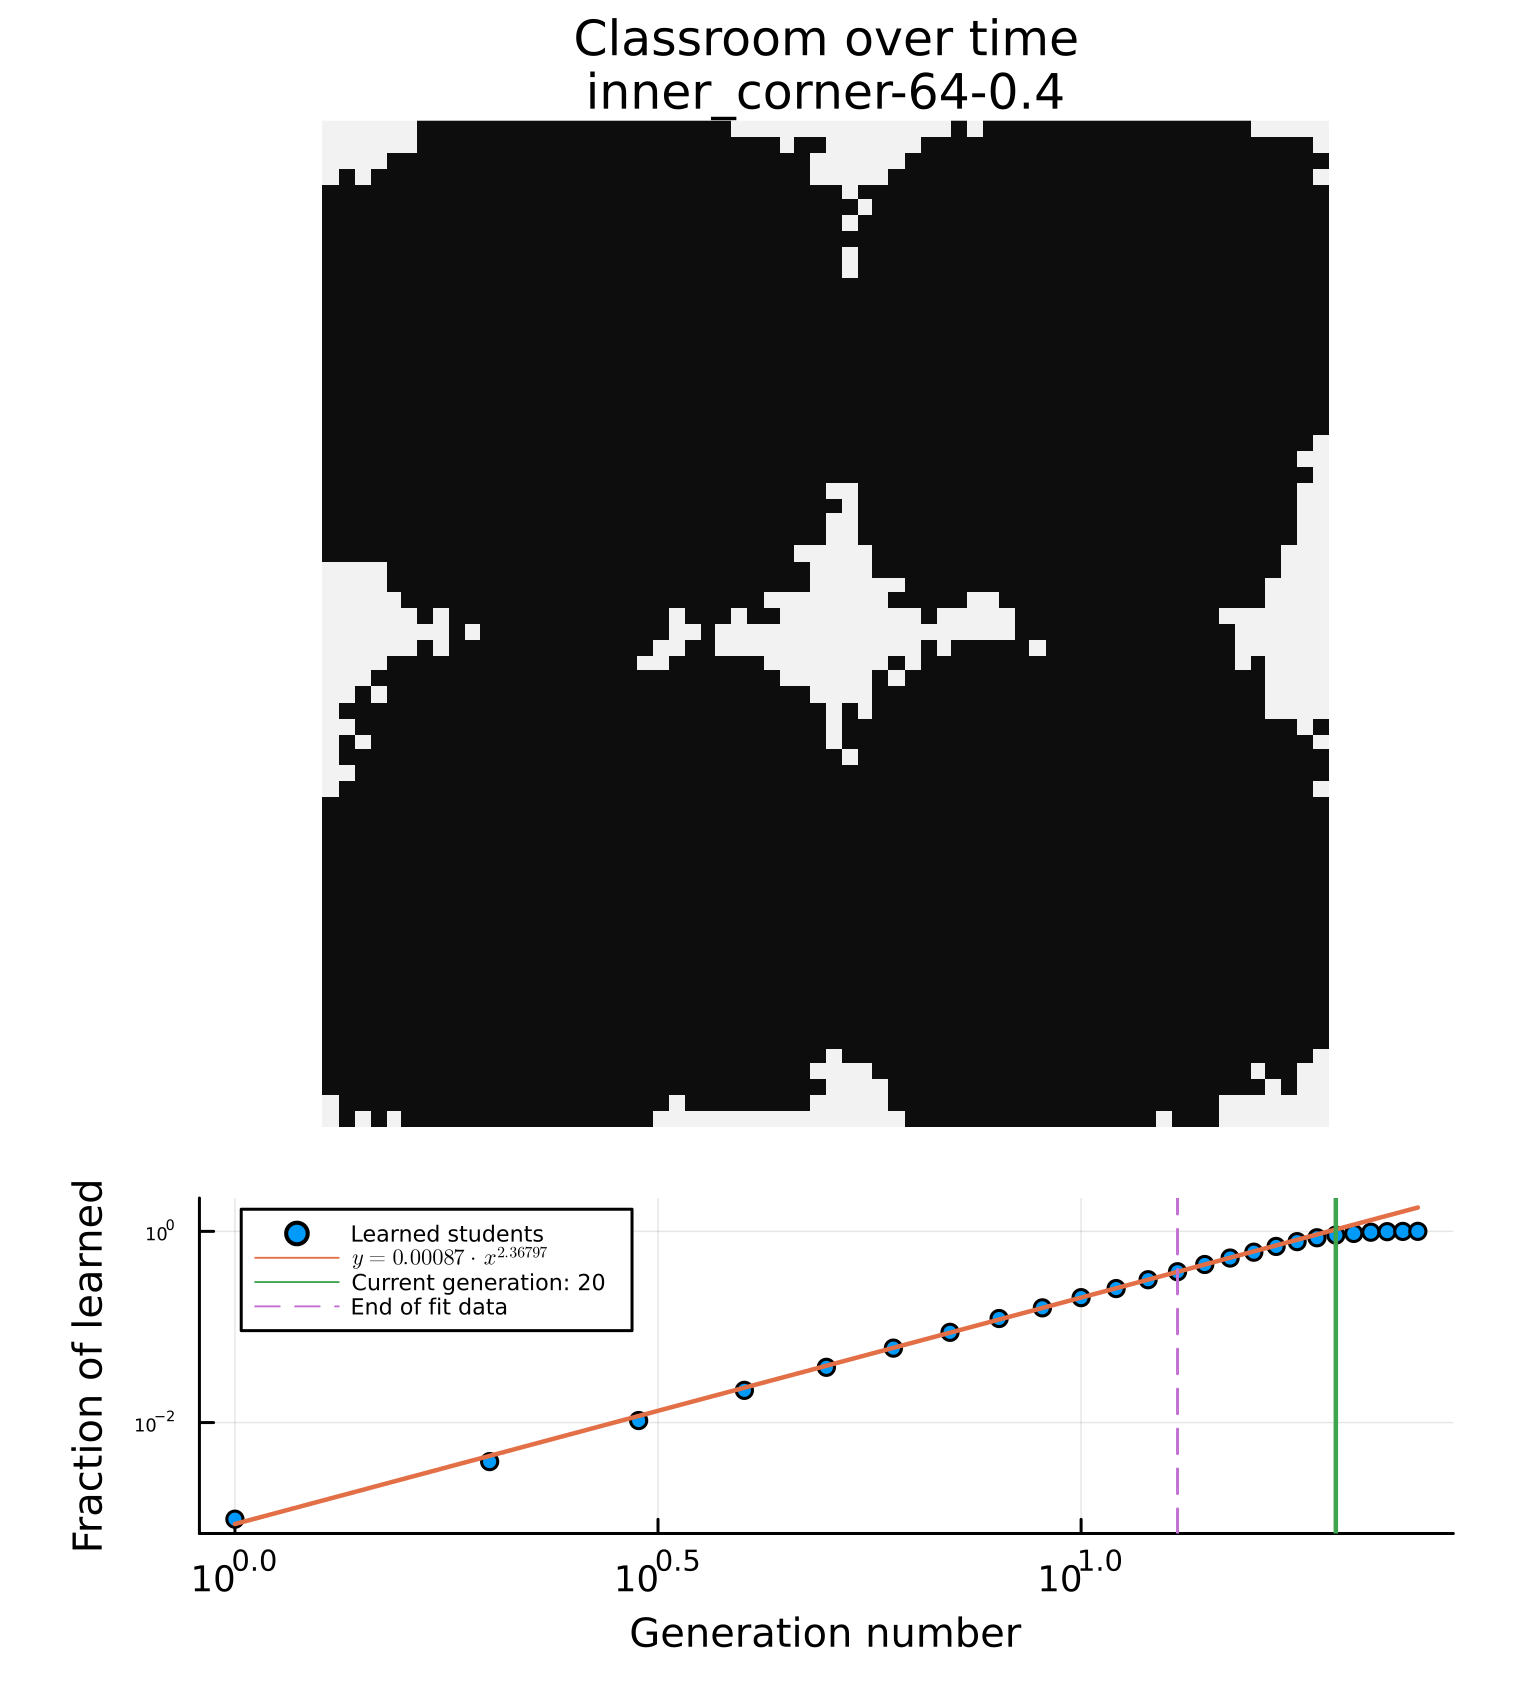 Classroom over time
inner_corner-64-0.4
Fraction of learned
10^0
10^−2
Learned students
y = 0.00087 · x^2.36797
Current generation: 20
End of fit data
10^0.0
10^0.5
10^1.0
Generation number